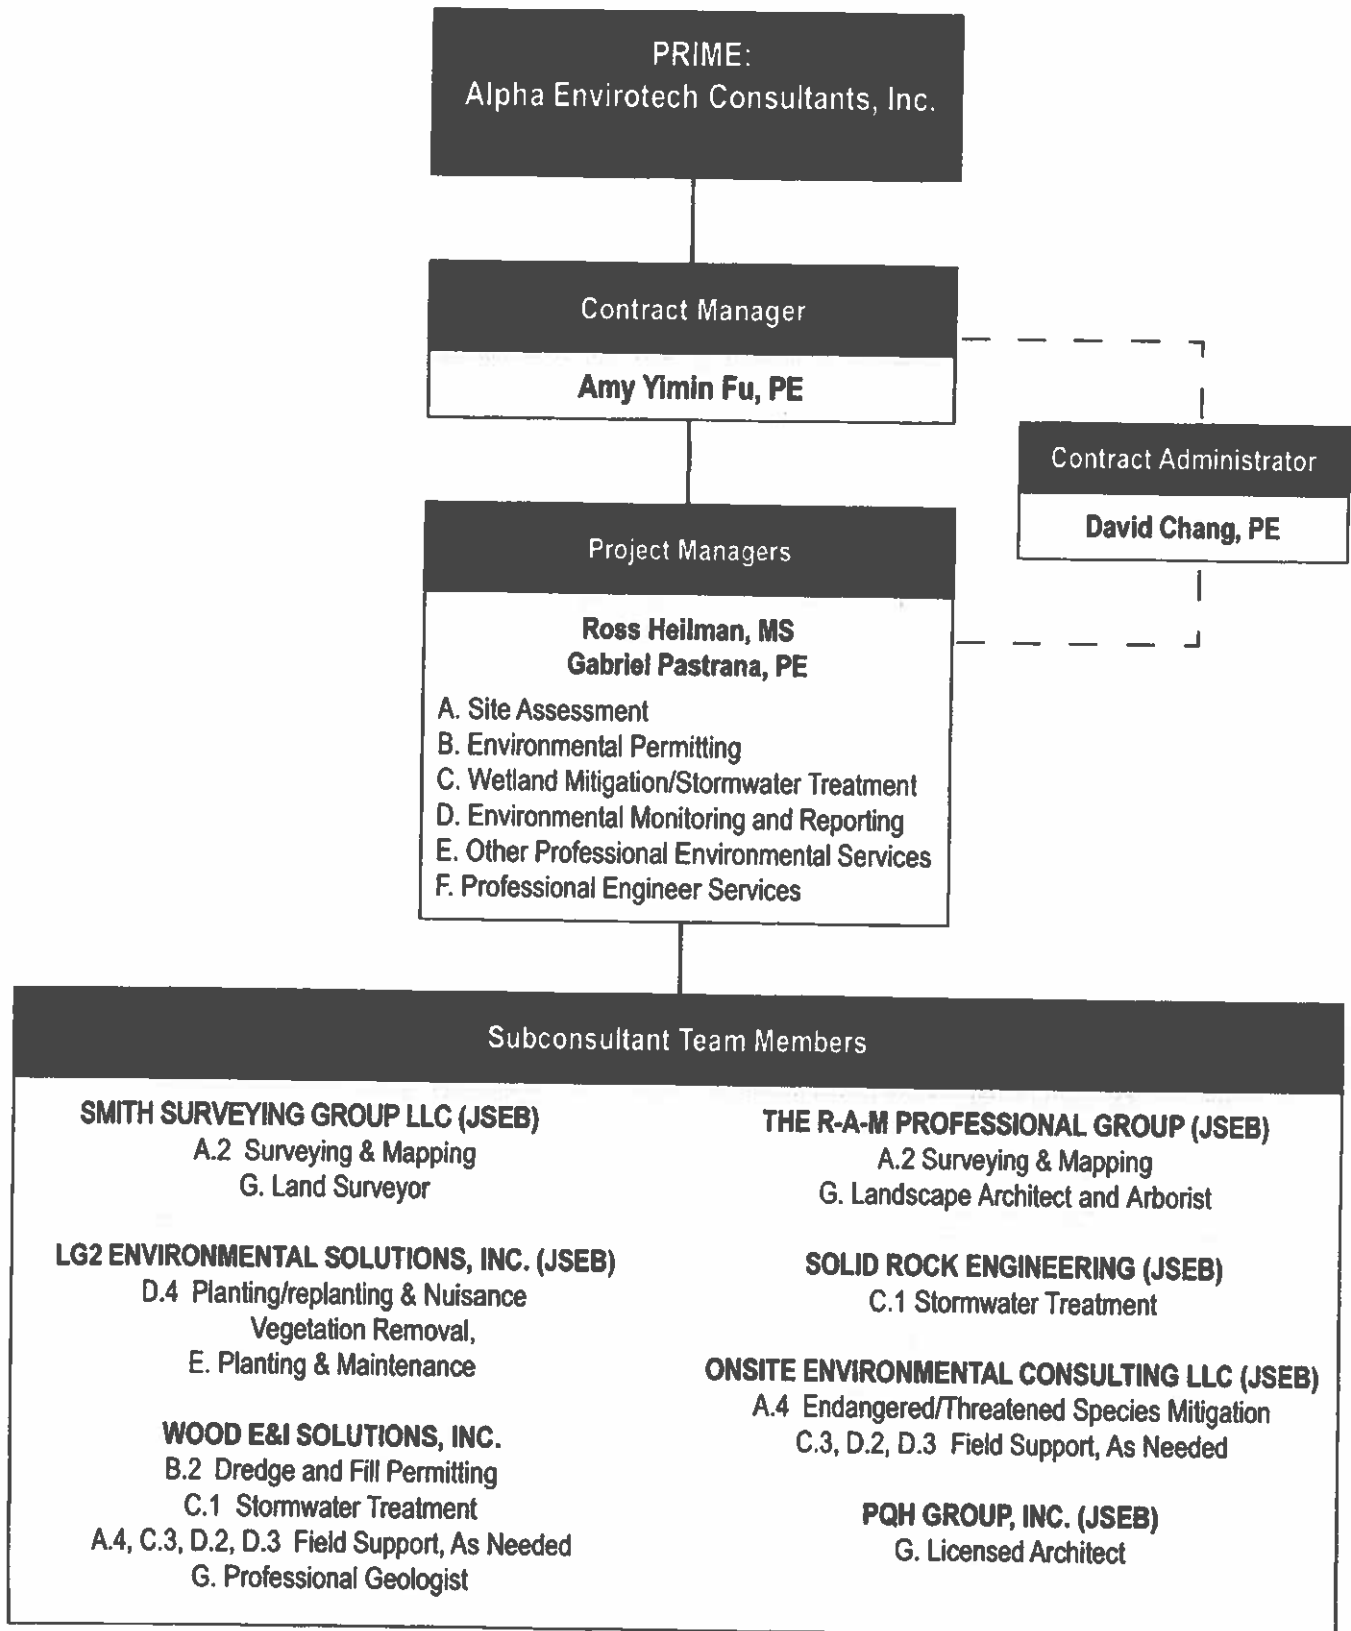 PRIME:
Alpha Envirotech Consultants, Inc.
Contract Manager
Amy Yimin Fu, PE
Contract Administrator
David Chang, PE
Project Managers
Ross Heilman, MS
Gabriel Pastrana, PE
A. Site Assessment
B. Environmental Permitting
C. Wetland Mitigation/Stormwater Treatment
D. Environmental Monitoring and Reporting
E. Other Professional Environmental Services
F. Professional Engineer Services
Subconsultant Team Members
SMITH SURVEYING GROUP LLC (JSEB)
A.2 Surveying & Mapping
G. Land Surveyor
LG2 ENVIRONMENTAL SOLUTIONS, INC. (JSEB)
D.4 Planting/replanting & Nuisance
Vegetation Removal,
E. Planting & Maintenance
WOOD E&I SOLUTIONS, INC.
B.2 Dredge and Fill Permitting
C.1 Stormwater Treatment
A.4, C.3, D.2, D.3 Field Support, As Needed
G. Professional Geologist
THE R-A-M PROFESSIONAL GROUP (JSEB)
A.2 Surveying & Mapping
G. Landscape Architect and Arborist
SOLID ROCK ENGINEERING (JSEB)
C.1 Stormwater Treatment
ONSITE ENVIRONMENTAL CONSULTING LLC (JSEB)
A.4 Endangered/Threatened Species Mitigation
C.3, D.2, D.3 Field Support, As Needed
PQH GROUP, INC. (JSEB)
G. Licensed Architect